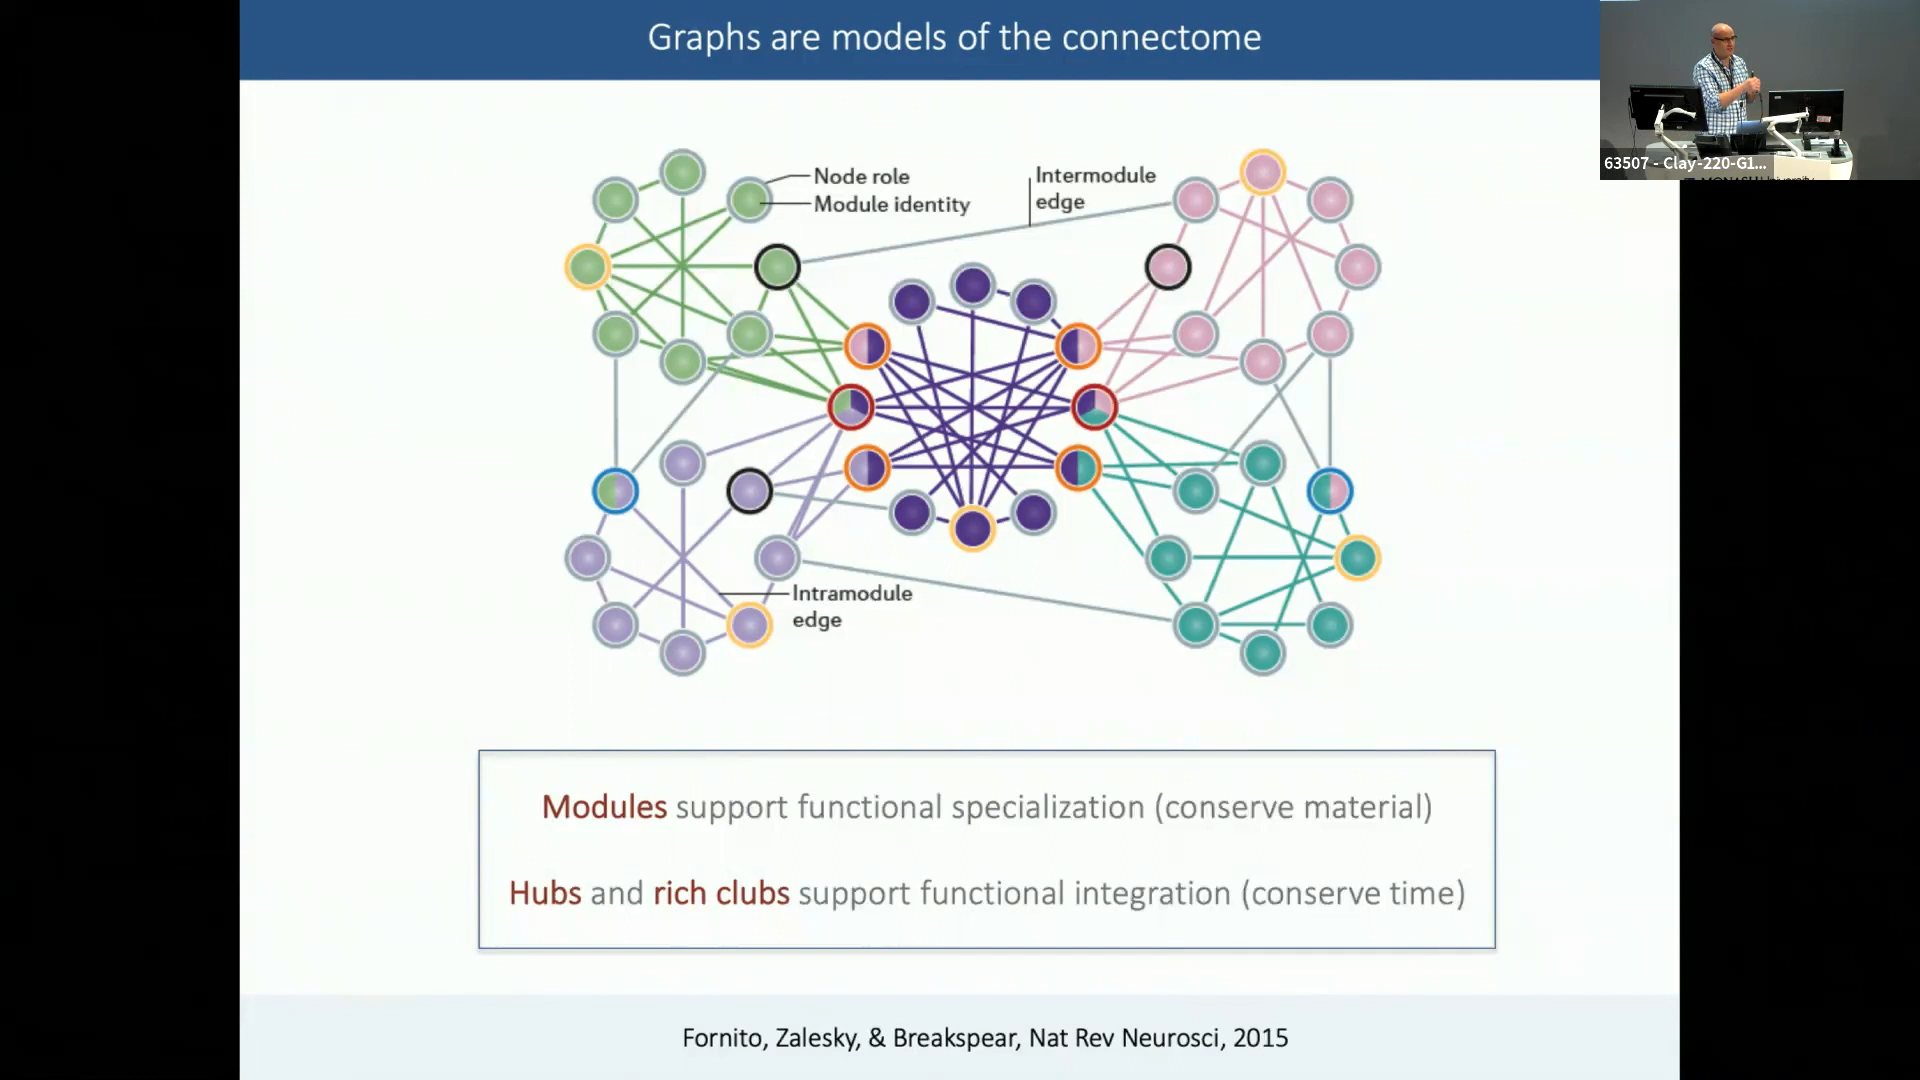 Graphs are models of the connectome
63507 - Clay-220-G1...
Node role
Module identity
Intermodule
edge
Intramodule
edge
Modules support functional specialization (conserve material)
Hubs and rich clubs support functional integration (conserve time)
Fornito, Zalesky, & Breakspear, Nat Rev Neurosci, 2015